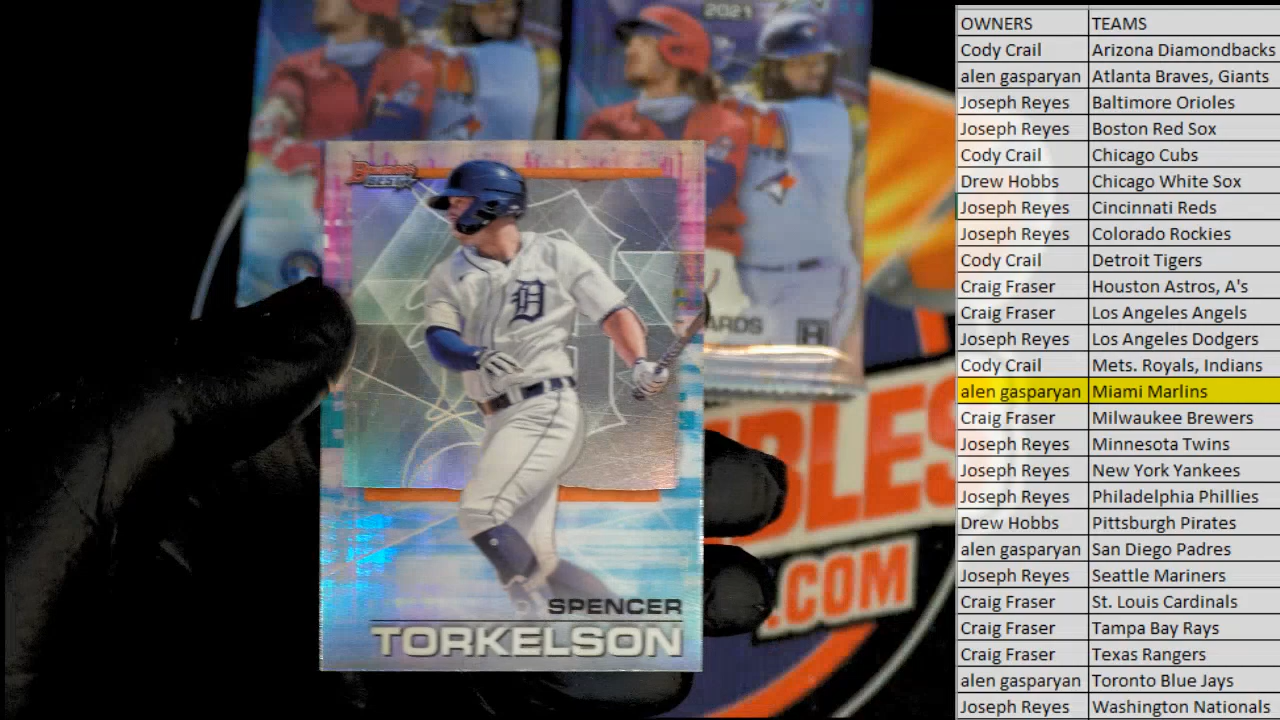 2021
Bowman's
BEST
D
SPENCER
TORKELSON
ARDS
H
BLES
.COM
OWNERS TEAMS
Cody Crail Arizona Diamondbacks
alen gasparyan Atlanta Braves, Giants
Joseph Reyes Baltimore Orioles
Joseph Reyes Boston Red Sox
Cody Crail Chicago Cubs
Drew Hobbs Chicago White Sox
Joseph Reyes Cincinnati Reds
Joseph Reyes Colorado Rockies
Cody Crail Detroit Tigers
Craig Fraser Houston Astros, A's
Craig Fraser Los Angeles Angels
Joseph Reyes Los Angeles Dodgers
Cody Crail Mets. Royals, Indians
alen gasparyan Miami Marlins
Craig Fraser Milwaukee Brewers
Joseph Reyes Minnesota Twins
Joseph Reyes New York Yankees
Joseph Reyes Philadelphia Phillies
Drew Hobbs Pittsburgh Pirates
alen gasparyan San Diego Padres
Joseph Reyes Seattle Mariners
Craig Fraser St. Louis Cardinals
Craig Fraser Tampa Bay Rays
Craig Fraser Texas Rangers
alen gasparyan Toronto Blue Jays
Joseph Reyes Washington Nationals